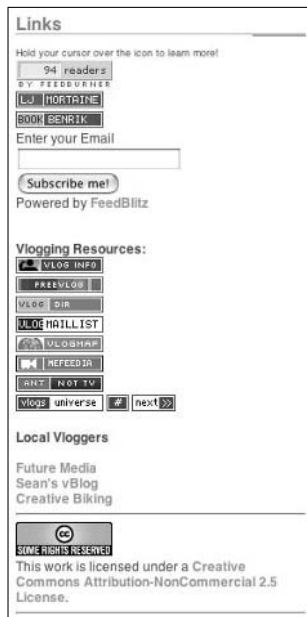 Links
Hold your cursor over the icon to learn more!
94 readers
BY FEEDBURNER
LJ MORTAINE
BOOK BENRIK
Enter your Email
Subscribe me!
Powered by FeedBlitz
Vlogging Resources:
VLOG INFO
FREEVLOG
VLOG DIR
VLOG MAILLIST
VLOGMAP
MEFEEDIA
ANT NOT TV
vlogs universe # next >>
Local Vloggers
Future Media
Sean's vBlog
Creative Biking
cc
SOME RIGHTS RESERVED
This work is licensed under a Creative
Commons Attribution-NonCommercial 2.5
License.